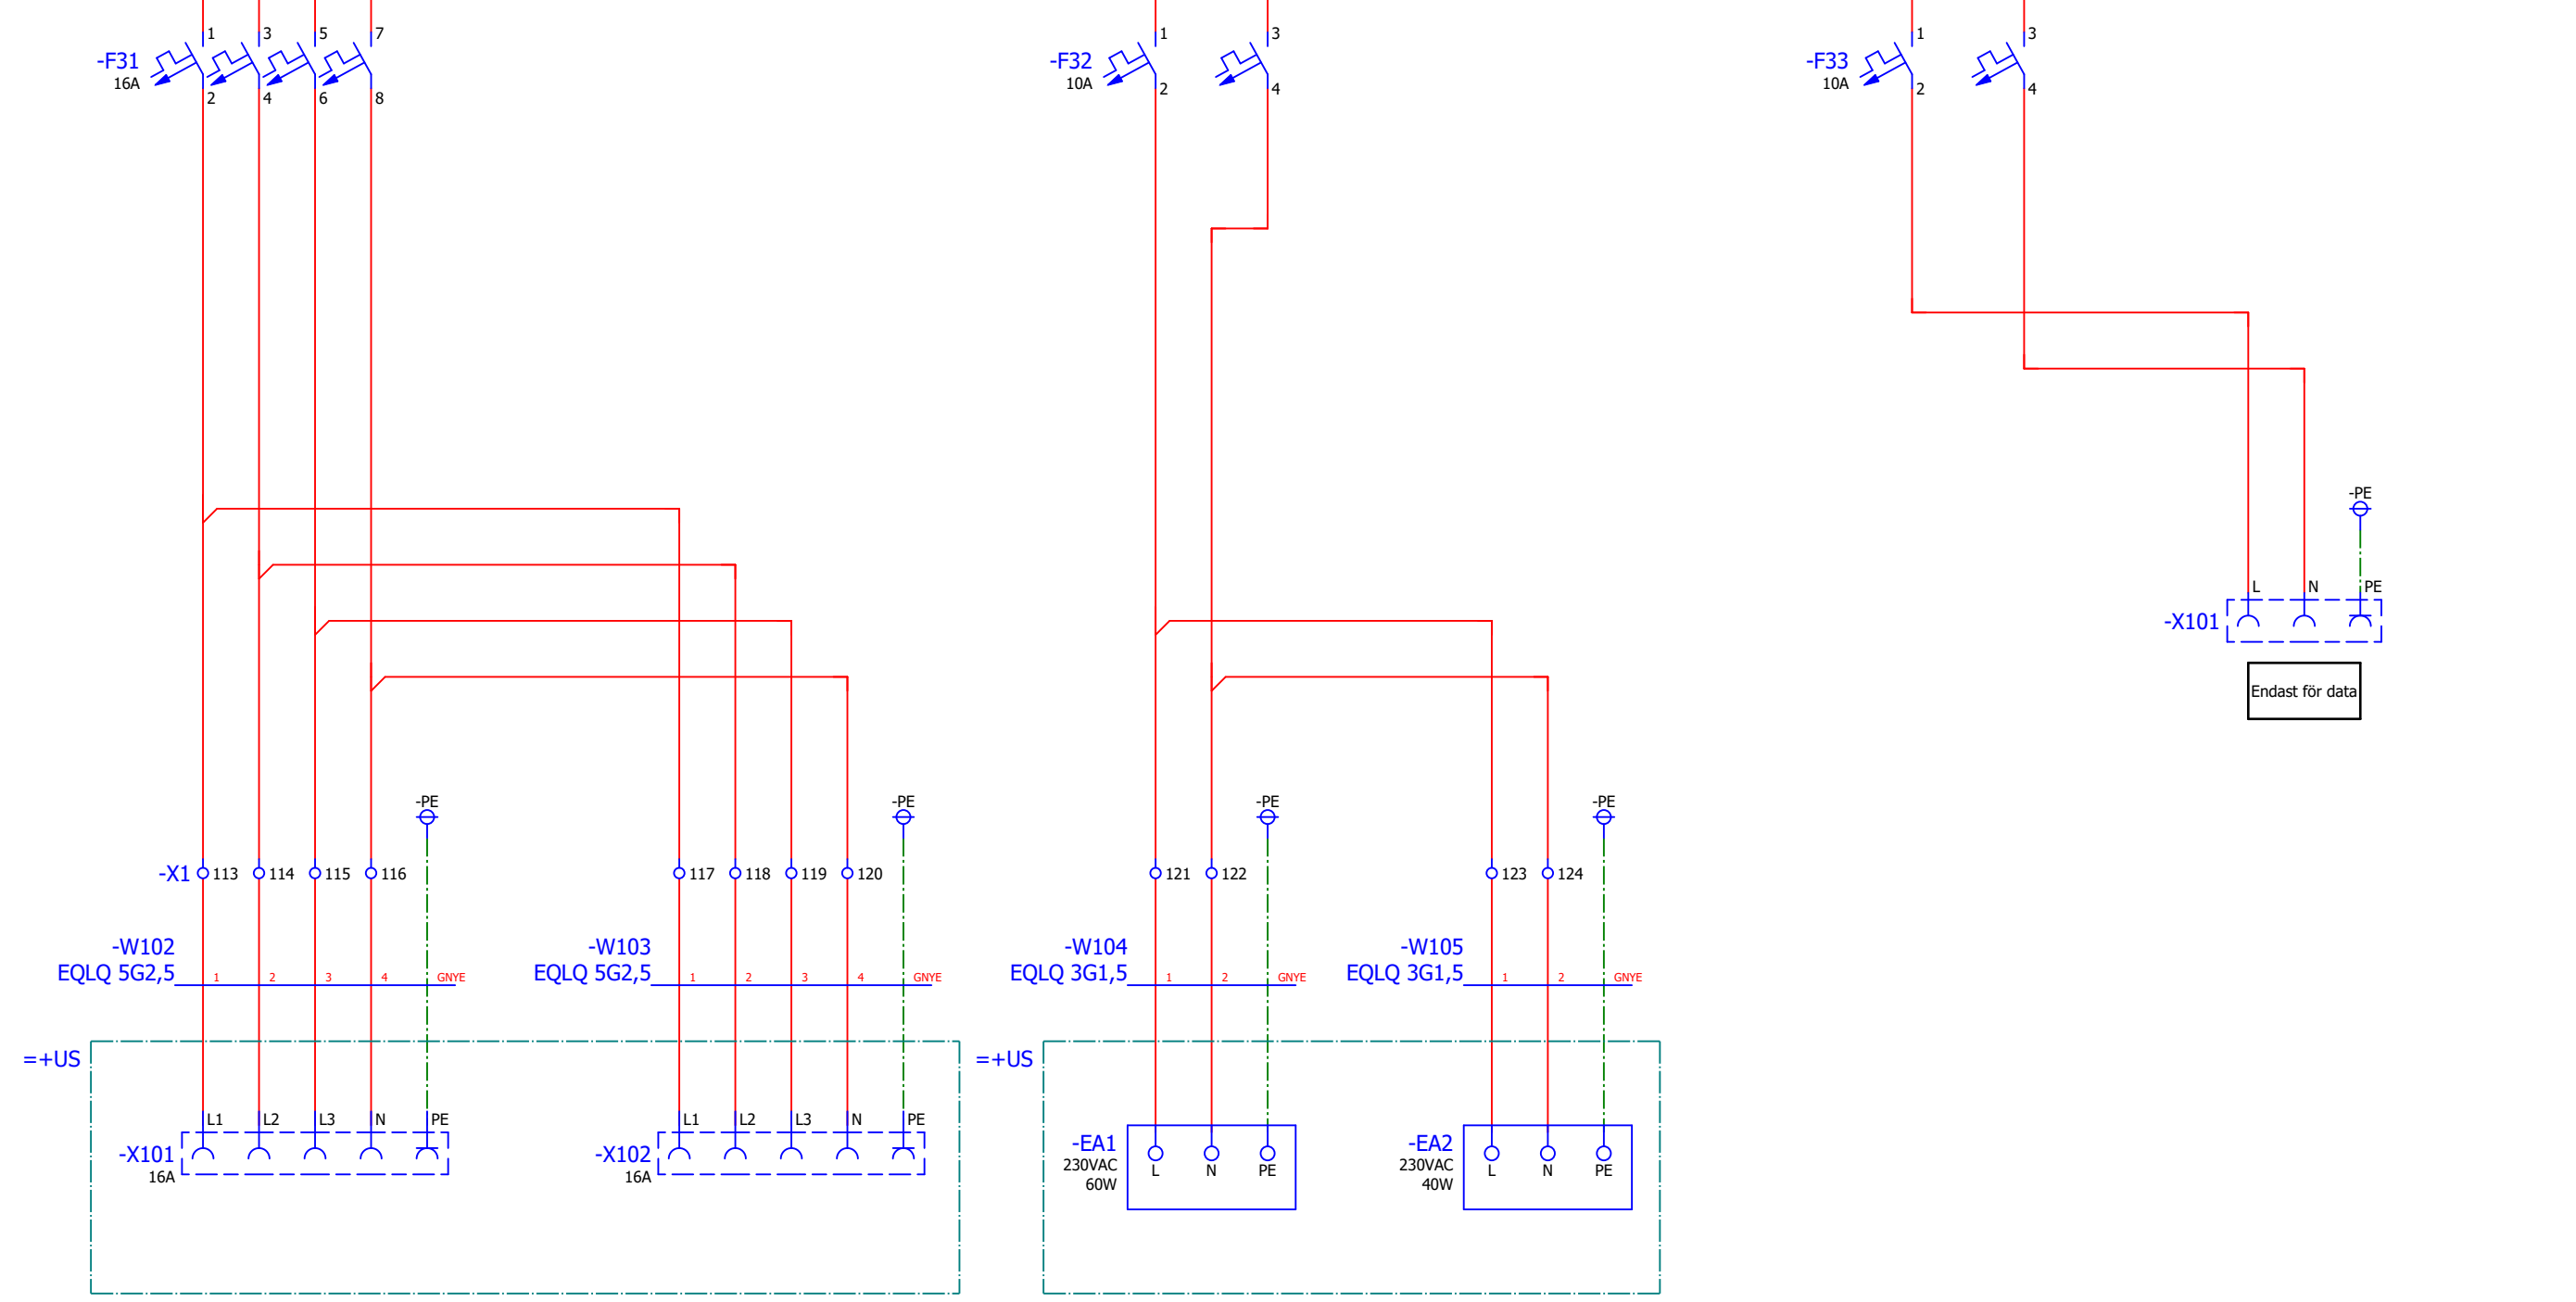 1 3 5 7
-F31
16A
2 4 6 8
1 3
-F32
10A
2 4
1 3
-F33
10A
2 4
-PE
L N PE
-X101
Endast för data
-PE -PE -PE -PE
-X1 113 114 115 116 117 118 119 120 121 122 123 124
-W102
EQLQ 5G2,5
1 2 3 4 GNYE
-W103
EQLQ 5G2,5
1 2 3 4 GNYE
-W104
EQLQ 3G1,5
1 2 GNYE
-W105
EQLQ 3G1,5
1 2 GNYE
=+US
L1 L2 L3 N PE
-X101
16A
L1 L2 L3 N PE
-X102
16A
=+US
-EA1
230VAC
60W
L N PE
-EA2
230VAC
40W
L N PE